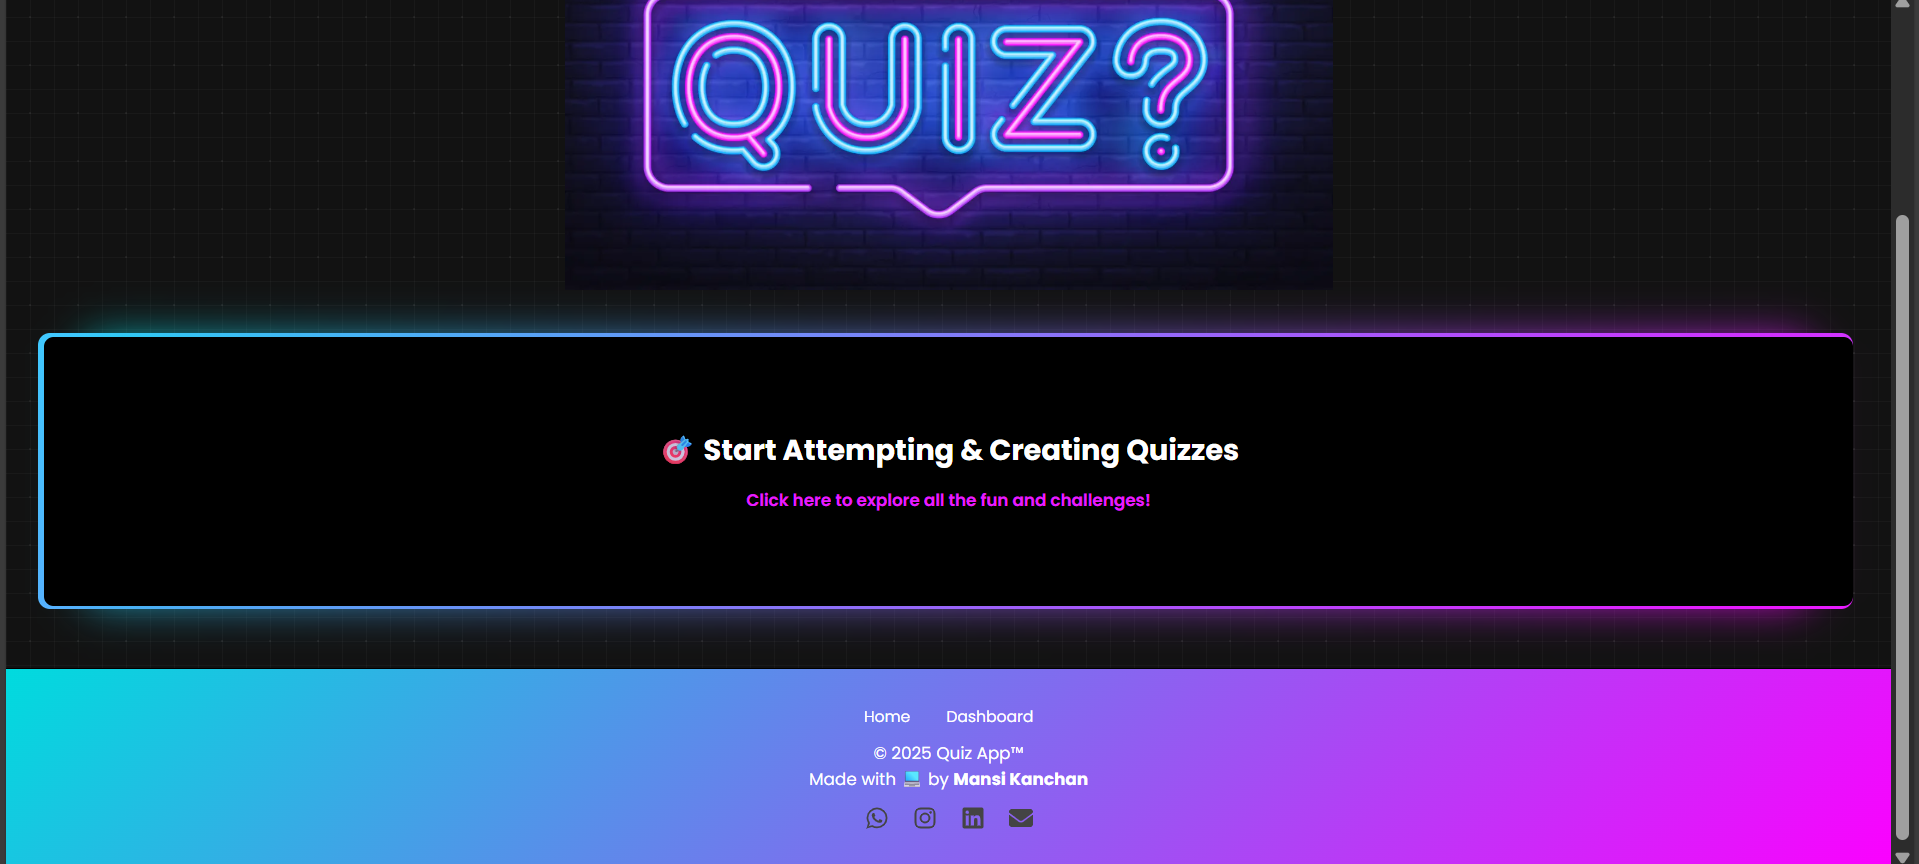 QUIZ?
🎯 Start Attempting & Creating Quizzes
Click here to explore all the fun and challenges!
Home Dashboard
© 2025 Quiz App™
Made with 💻 by Mansi Kanchan